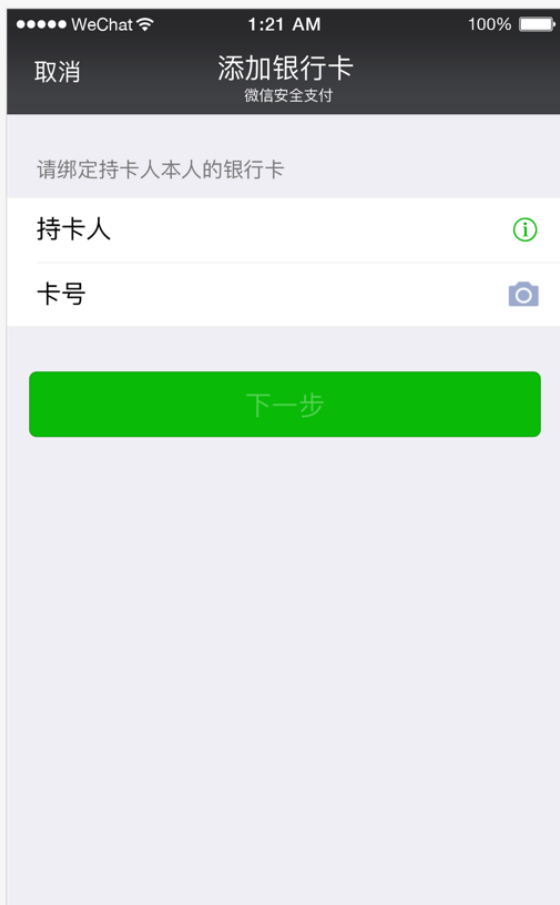 ●●●●● WeChat 1:21 AM 100%
取消 添加银行卡
微信安全支付
请绑定持卡人本人的银行卡
持卡人
卡号
下一步